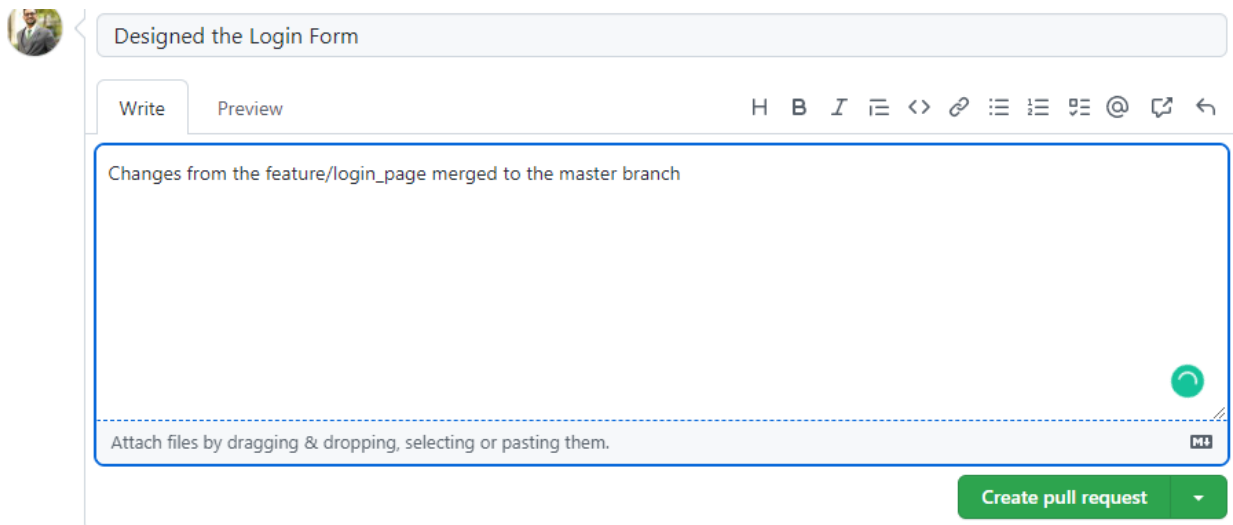 Designed the Login Form
Write Preview H B I @
Changes from the feature/login_page merged to the master branch
Attach files by dragging & dropping, selecting or pasting them.
Create pull request